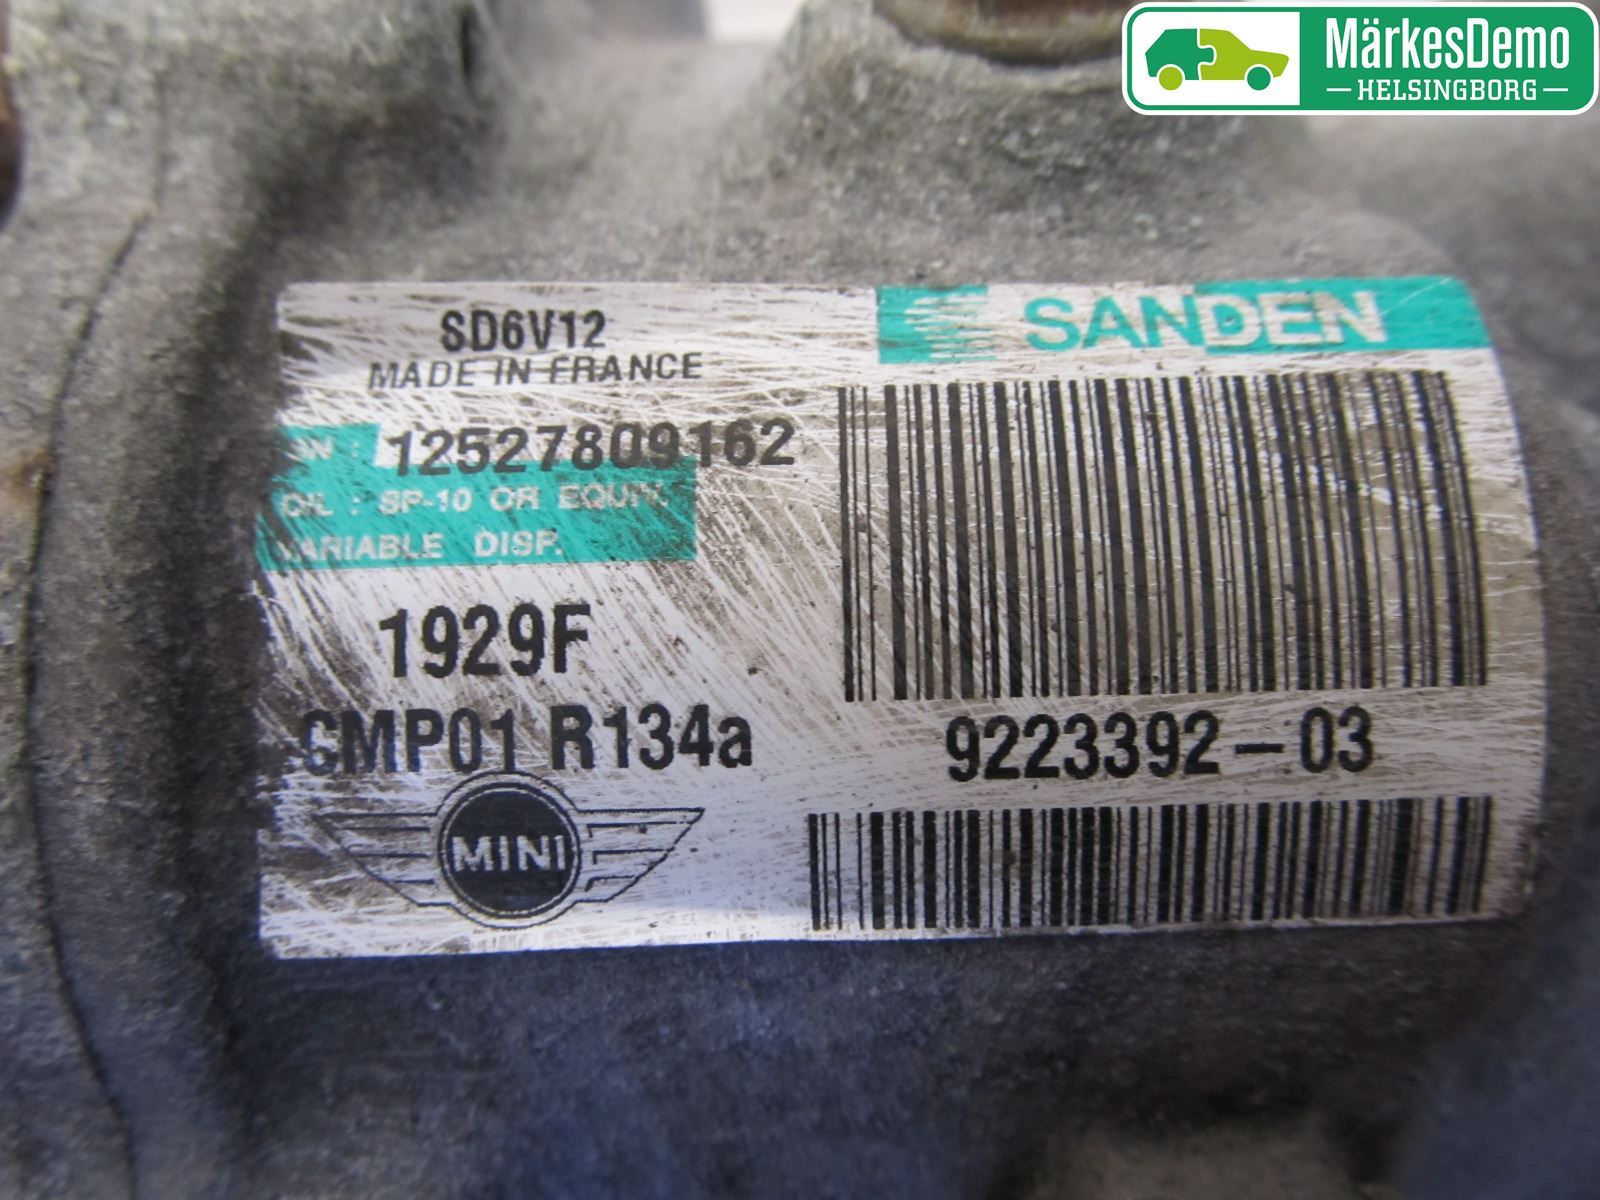 MärkesDemo
HELSINGBORG
SANDEN
SD6V12
MADE IN FRANCE
SN : 12527809162
OIL : SP-10 OR EQUIV.
VARIABLE DISP.
1929F
CMP01 R134a
9223392-03
MINI